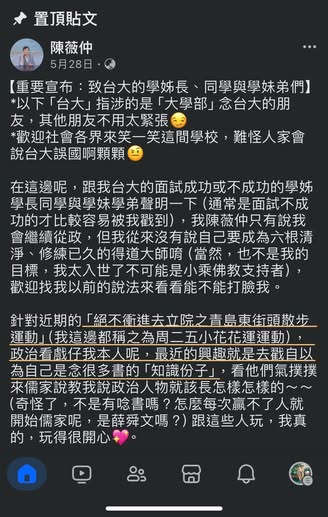 置頂貼文
陳薇仲
5月28日·
【重要宣布：致台大的學姊長、同學與學妹弟們】
*以下「台大」指涉的是「大學部」念台大的朋
友，其他朋友不用太緊張😏
*歡迎社會各界來笑一笑這間學校，難怪人家會
說台大誤國啊顆顆🤨
在這邊呢，跟我台大的面試成功或不成功的學姊
學長同學與學妹學弟聲明一下 (通常是面試不成
功的才比較容易被我戳到)，我陳薇仲只有說我
會繼續從政，但我從來沒有說自己要成為六根清
淨、修練已久的得道大師唷 (當然，也不是我的
目標，我太入世了不可能是小乘佛教支持者)，
歡迎找我以前的說法來看看能不能打臉我。
針對近期的「絕不衝進去立院之青島東街頭散步
運動」(我這邊都稱之為周二五小花花運運動)，
政治看戲仔我本人呢，最近的興趣就是去戳自以
為自己是念很多書的「知識份子」，看他們氣撲撲
來儒家說教我說政治人物就該長怎樣怎樣的～～
(奇怪了，不是有唸書嗎？怎麼每次贏不了人就
開始儒家呢，是薛舜文嗎？) 跟這些人玩，我真
的，玩得很開心💖。